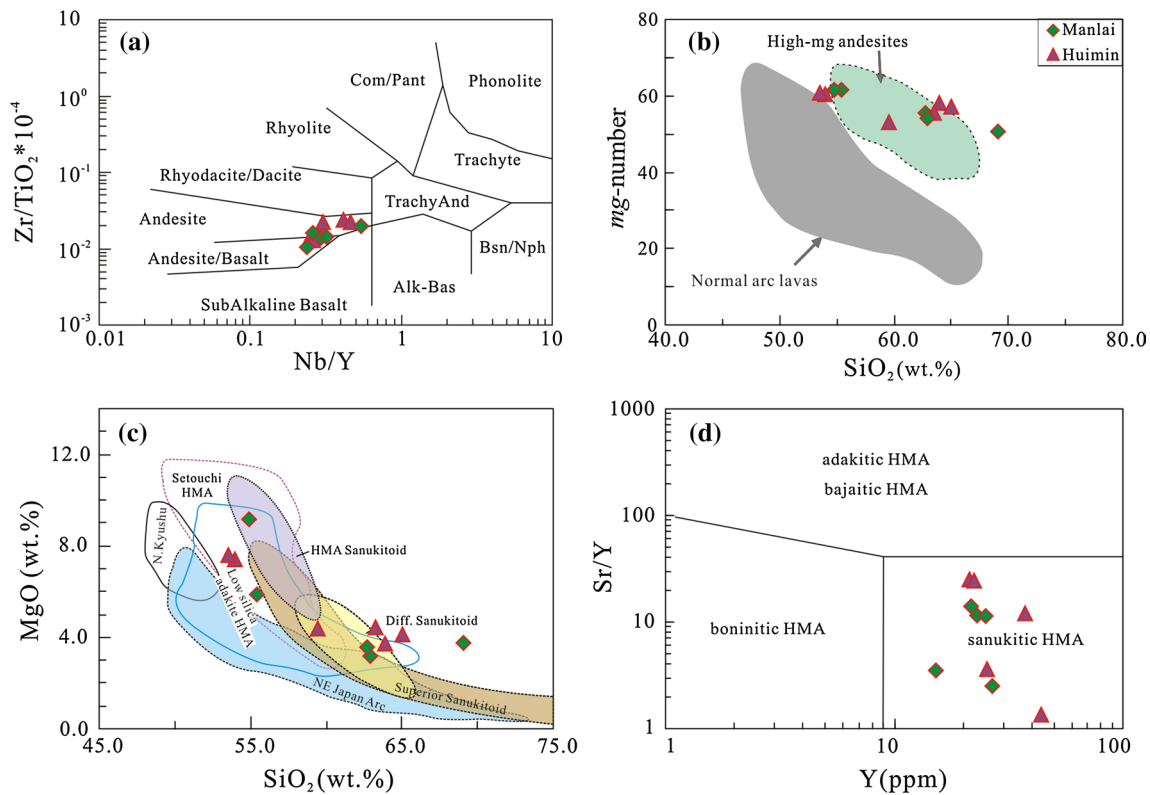 (a)
10
10⁰
10⁻¹
10⁻²
10⁻³
Zr/TiO₂*10⁻⁴
Com/Pant
Phonolite
Rhyolite
Trachyte
Rhyodacite/Dacite
TrachyAnd
Andesite
Andesite/Basalt
Bsn/Nph
Alk-Bas
SubAlkaline Basalt
0.01
0.1
1
10
Nb/Y
(b)
80
60
40
20
0
mg-number
High-mg andesites
Manlai
Huimin
Normal arc lavas
40.0
50.0
60.0
70.0
80.0
SiO₂(wt.%)
(c)
12.0
8.0
4.0
0.0
MgO (wt.%)
Setouchi
HMA
N.Kyushu
HMA Sanukitoid
Low silica
adakite HMA
Diff. Sanukitoid
NE Japan Arc
Superior Sanukitoid
45.0
55.0
65.0
75.0
SiO₂(wt.%)
(d)
1000
100
10
1
Sr/Y
adakitic HMA
bajaitic HMA
boninitic HMA
sanukitic HMA
1
10
100
Y(ppm)